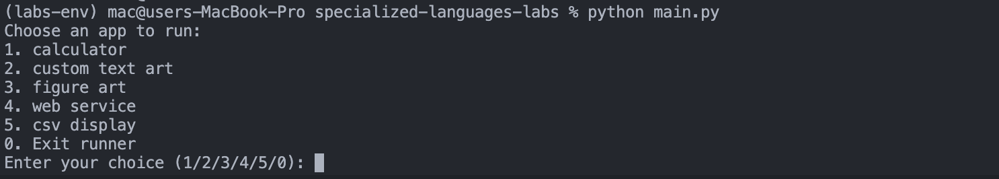 (labs-env) mac@users-MacBook-Pro specialized-languages-labs % python main.py
Choose an app to run:
1. calculator
2. custom text art
3. figure art
4. web service
5. csv display
0. Exit runner
Enter your choice (1/2/3/4/5/0):